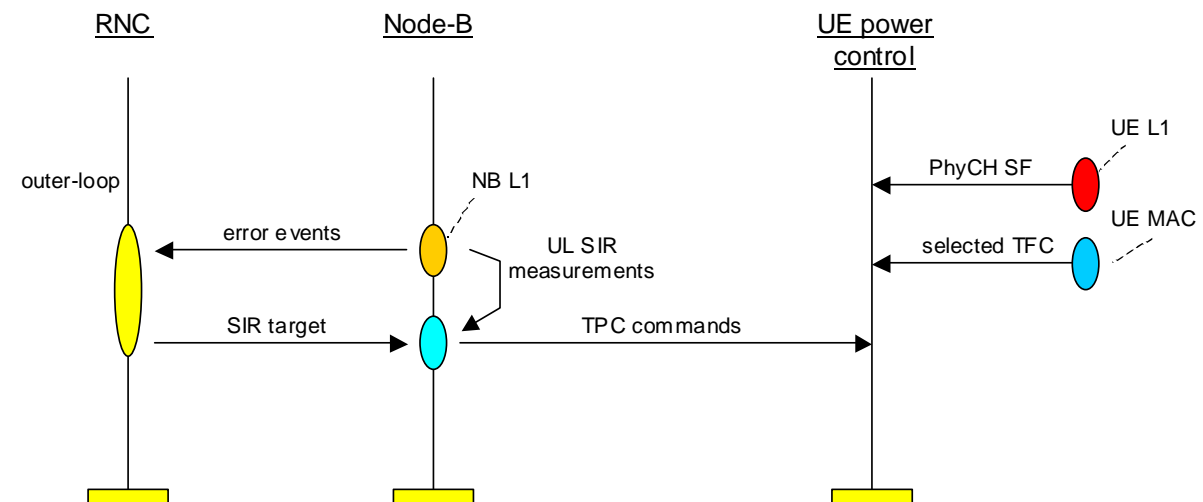 RNC
Node-B
UE power
control
UE L1
PhyCH SF
outer-loop
NB L1
UE MAC
error events
UL SIR
measurements
selected TFC
SIR target
TPC commands